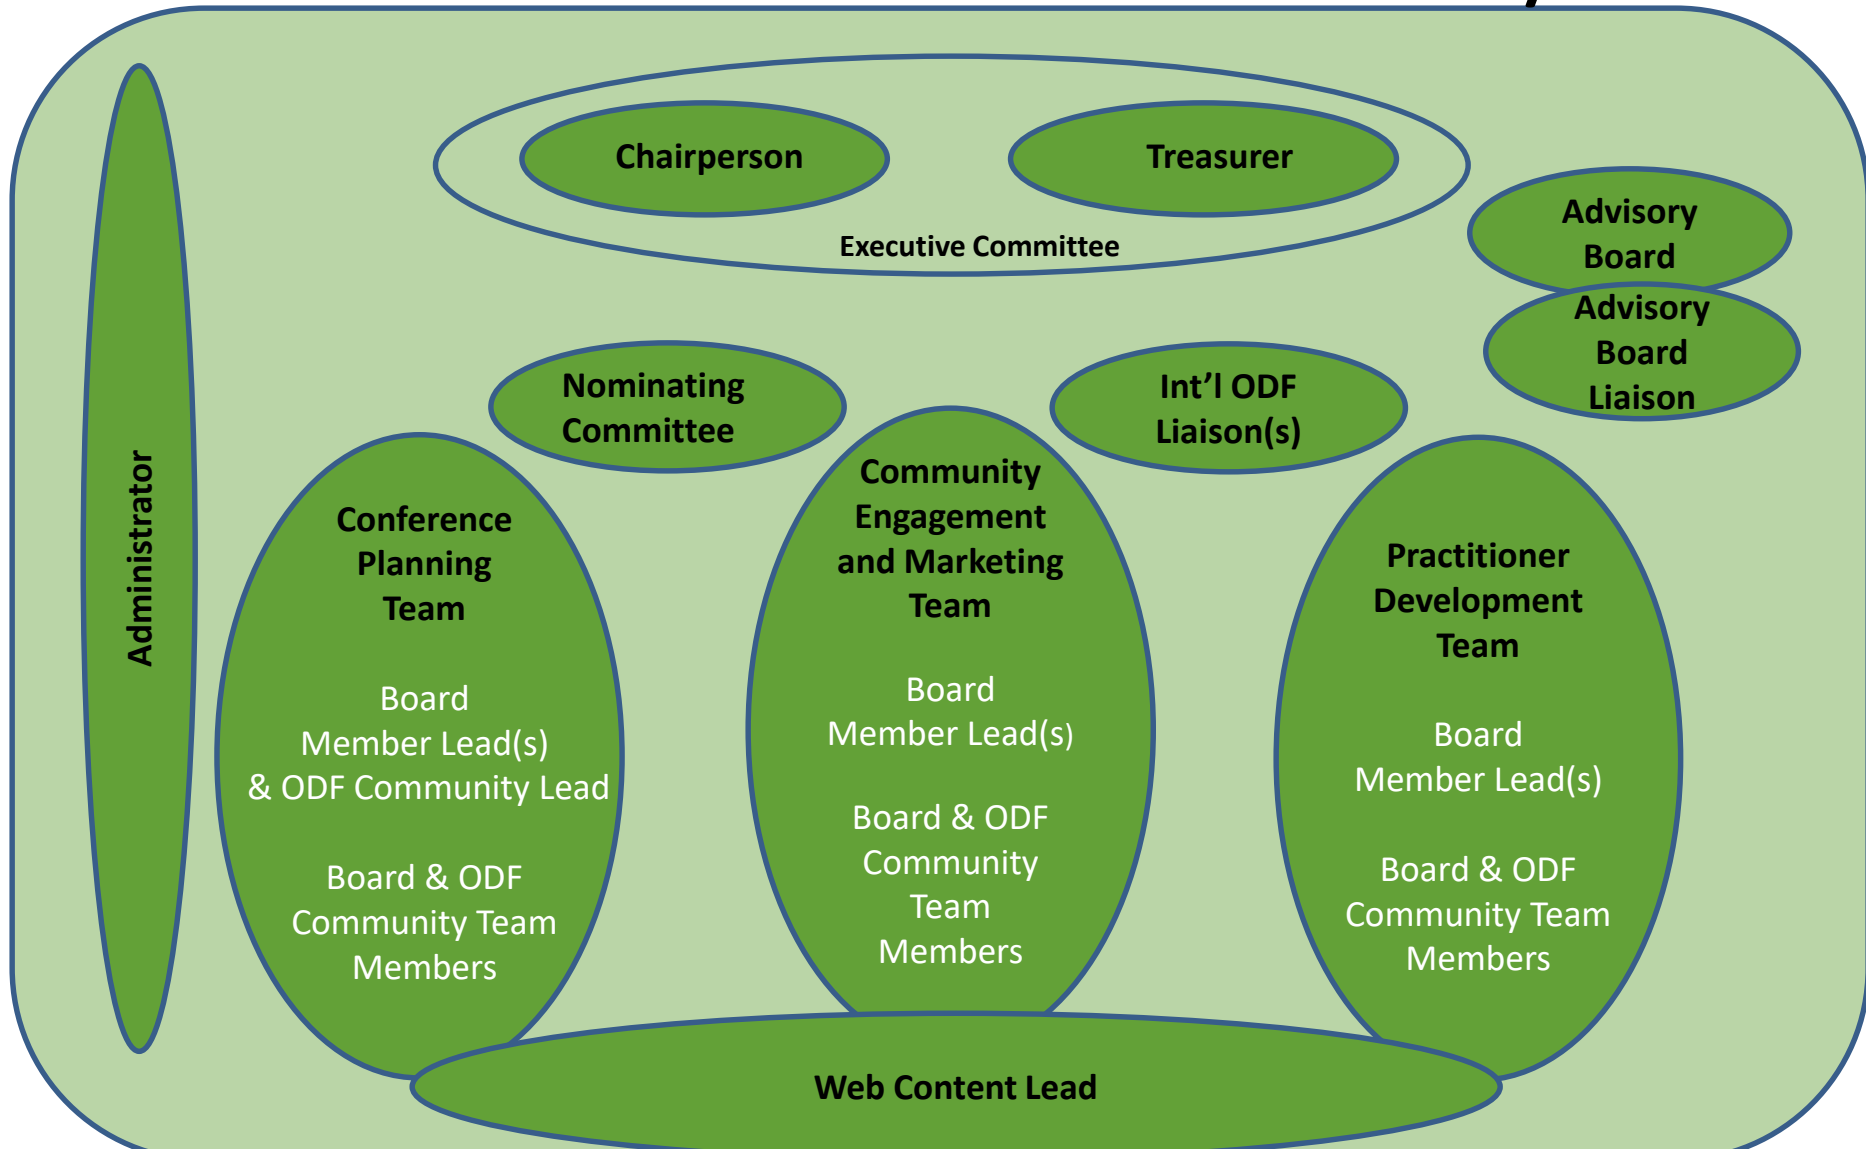 Chairperson
Treasurer
Executive Committee
Advisory
Board
Advisory
Board
Liaison
Nominating
Committee
Int’l ODF
Liaison(s)
Administrator
Conference
Planning
Team
Board
Member Lead(s)
& ODF Community Lead
Board & ODF
Community Team
Members
Community
Engagement
and Marketing
Team
Board
Member Lead(s)
Board & ODF
Community
Team
Members
Practitioner
Development
Team
Board
Member Lead(s)
Board & ODF
Community Team
Members
Web Content Lead